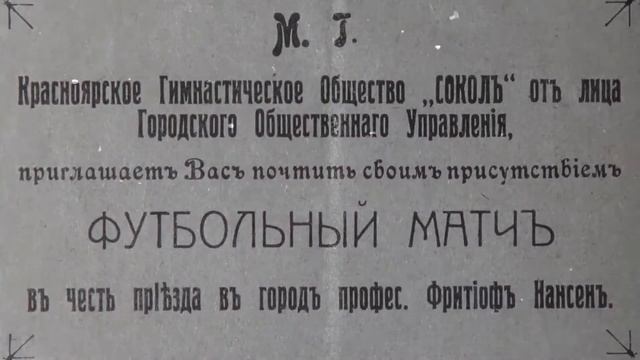 М. Г.
Красноярское Гимнастическое Общество „СОКОЛЪ“ отъ лица
Городского Общественнаго Управленія,
приглашаетъ Васъ почтить своимъ присутствіемъ
ФУТБОЛЬНЫЙ МАТЧЪ
въ честь пріѣзда въ городъ профес. Фритіофъ Нансен.